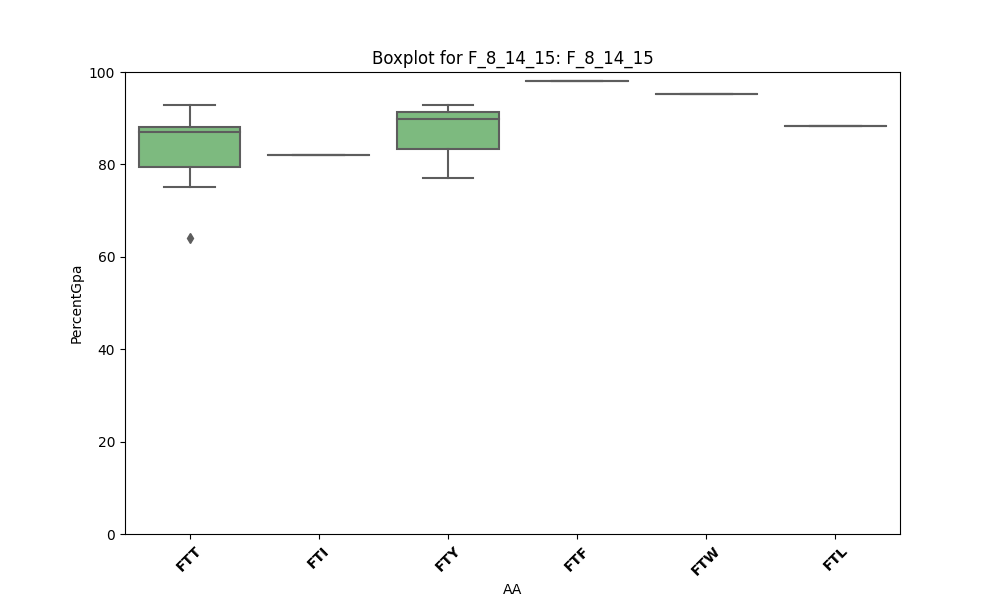 Boxplot for F_8_14_15: F_8_14_15
100
80
60
40
20
0
PercentGpa
FTT
FTI
FTY
FTF
FTW
FTL
AA